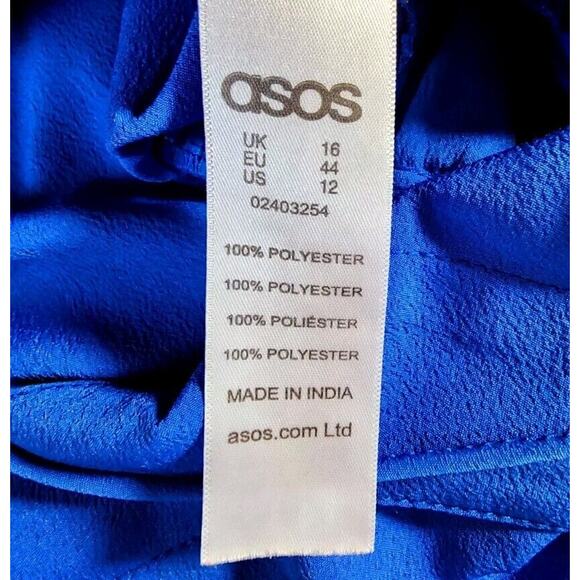 asos
UK 16
EU 44
US 12
02403254
100% POLYESTER
100% POLYESTER
100% POLIÉSTER
100% POLYESTER
MADE IN INDIA
asos.com Ltd